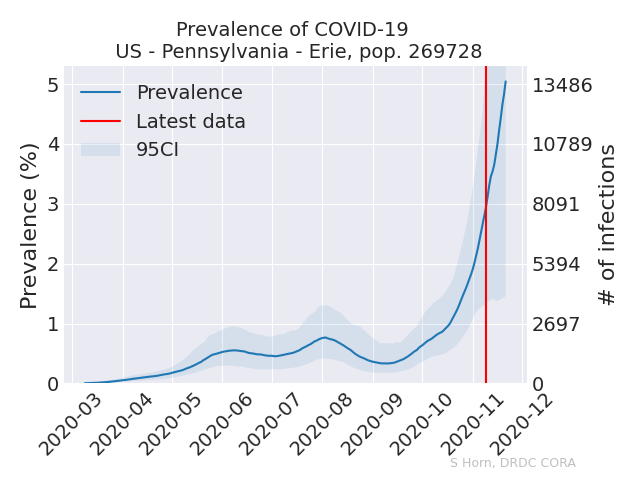 Prevalence of COVID-19
US - Pennsylvania - Erie, pop. 269728
Prevalence
Latest data
95CI
Prevalence (%)
5
4
3
2
1
0
13486
10789
8091
5394
2697
0
# of infections
2020-03
2020-04
2020-05
2020-06
2020-07
2020-08
2020-09
2020-10
2020-11
2020-12
S Horn, DRDC CORA